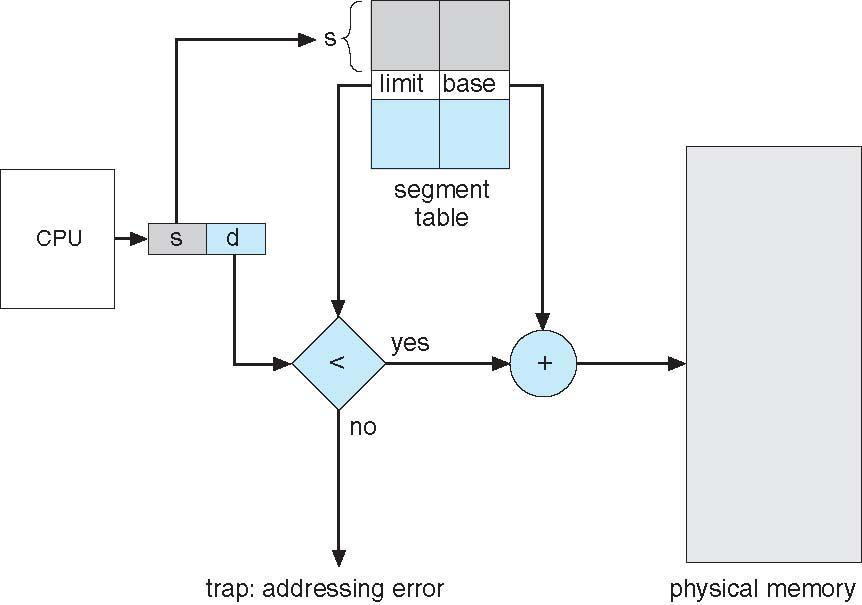 s
limit base
segment
table
CPU
s d
<
yes
+
no
trap: addressing error
physical memory